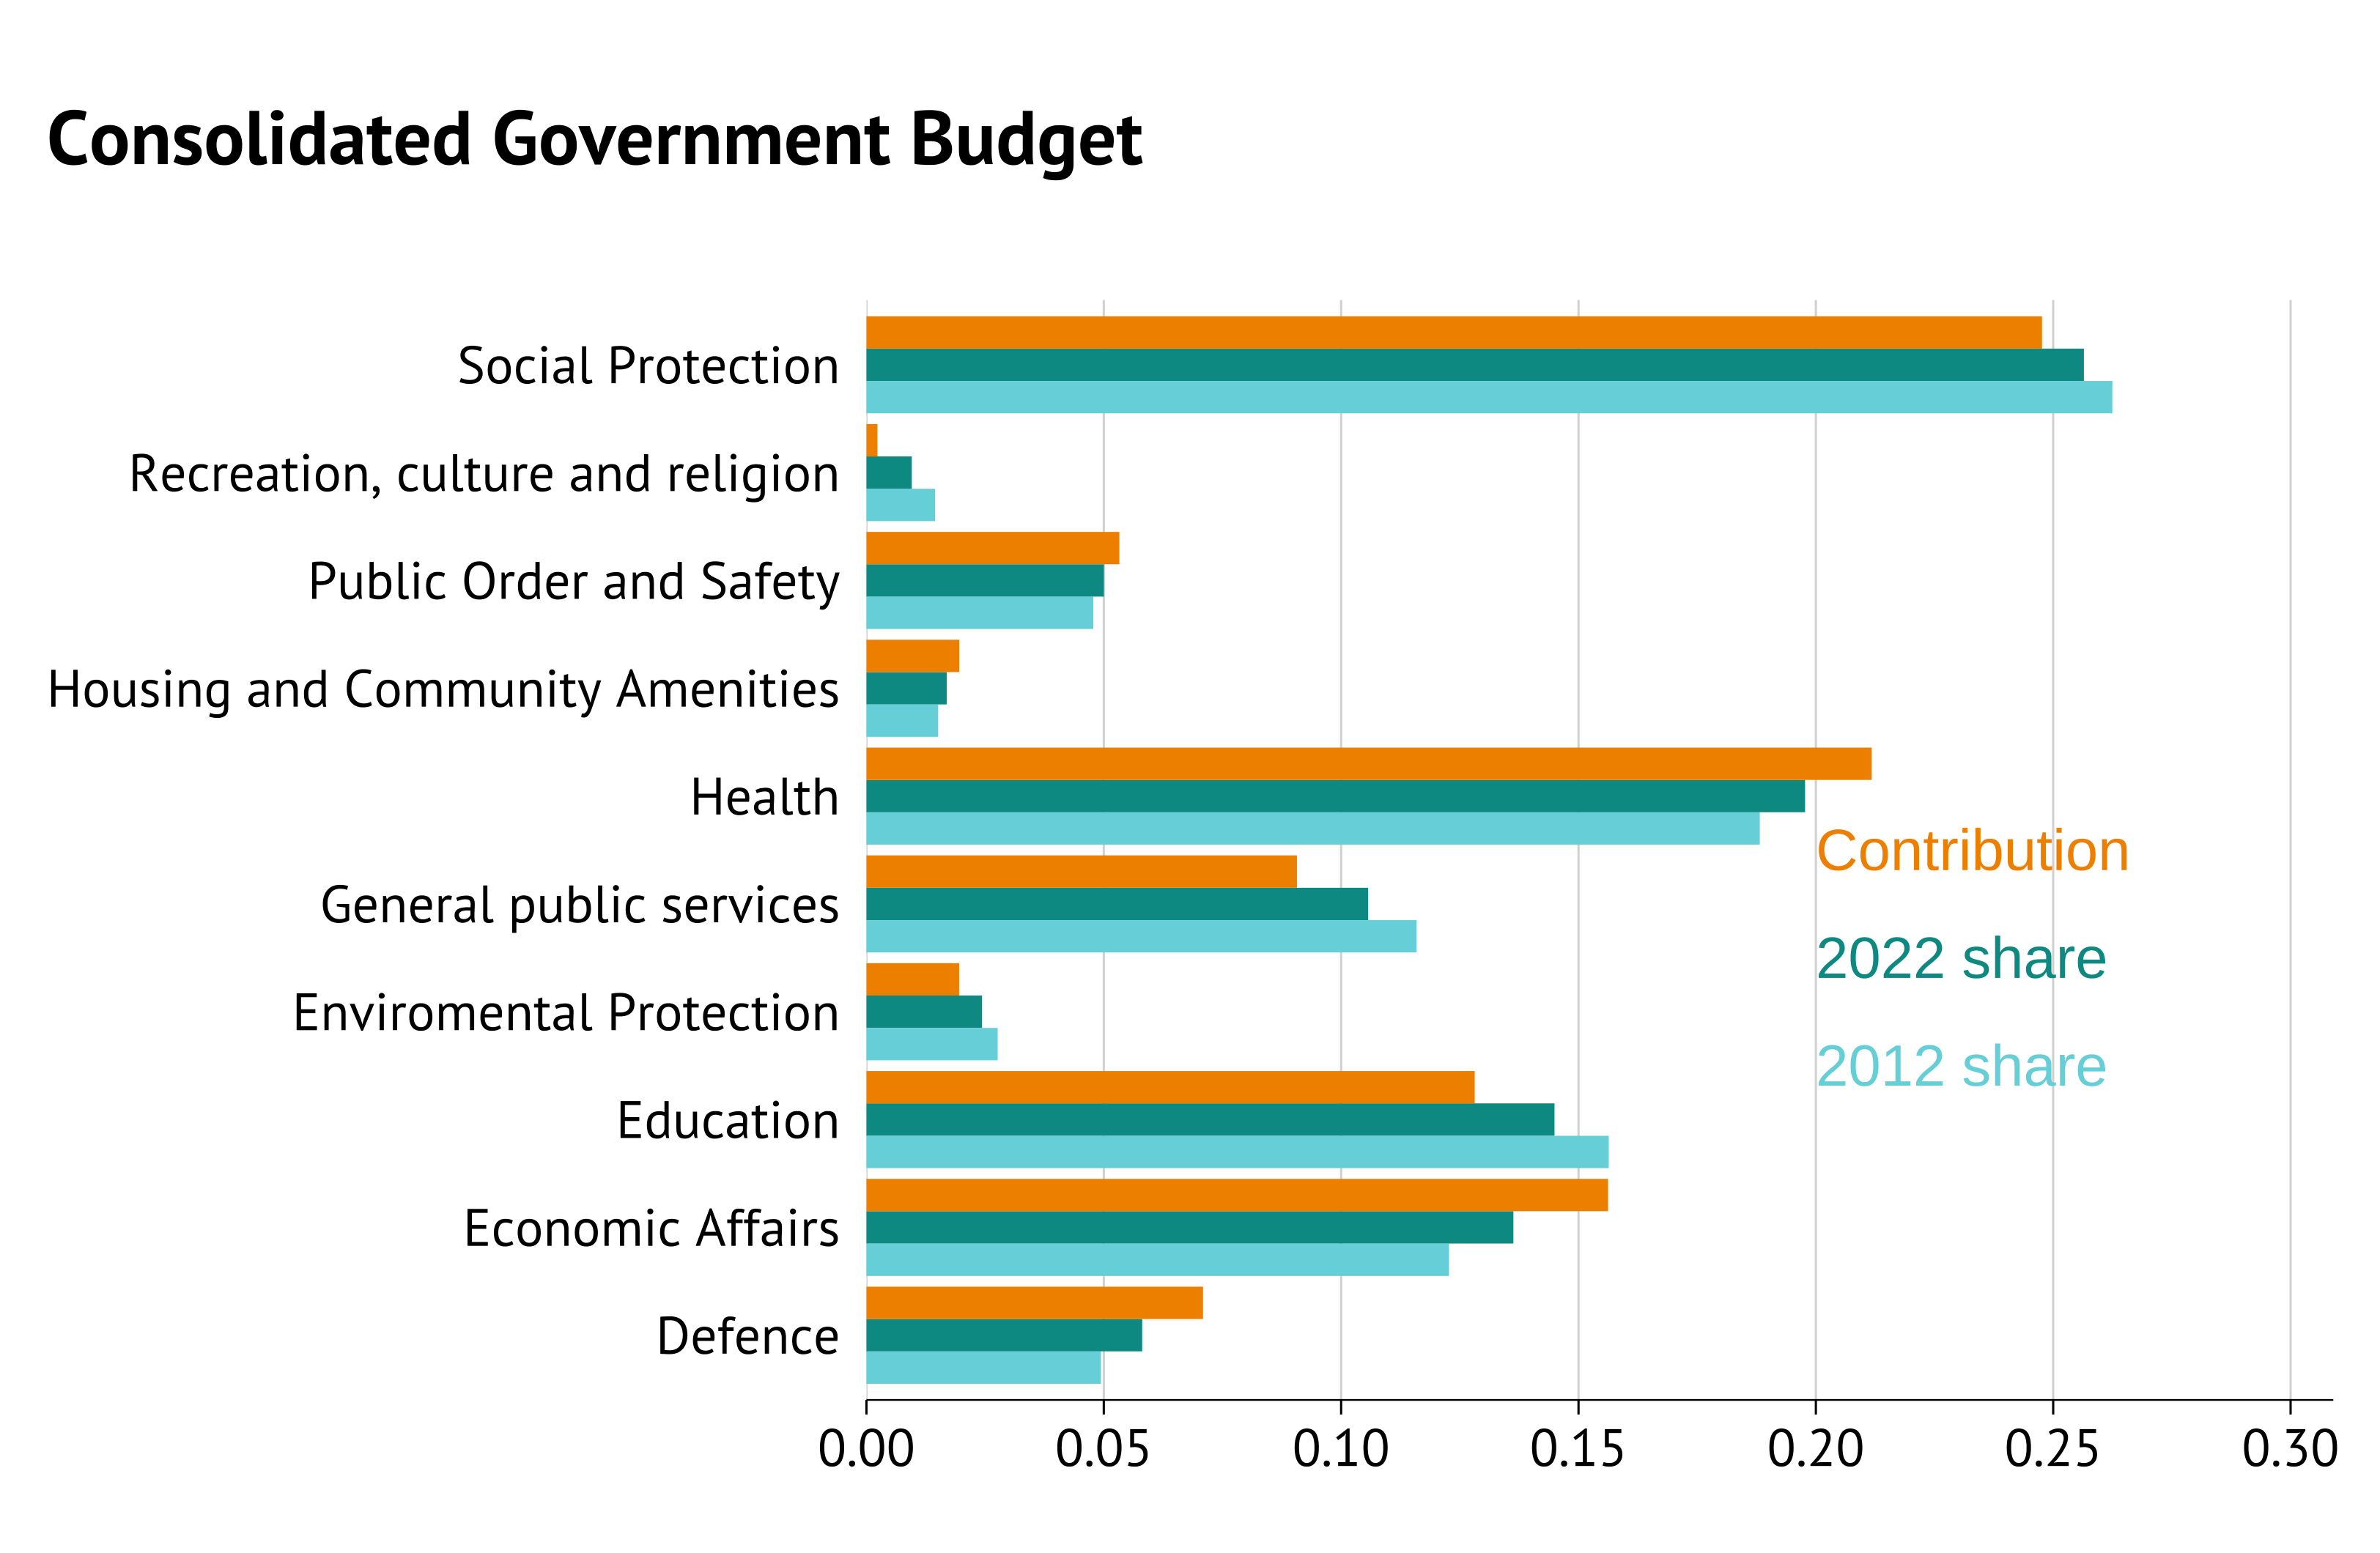 Consolidated Government Budget
Social Protection
Recreation, culture and religion
Public Order and Safety
Housing and Community Amenities
Health
General public services
Enviromental Protection
Education
Economic Affairs
Defence
Contribution
2022 share
2012 share
0.00 0.05 0.10 0.15 0.20 0.25 0.30